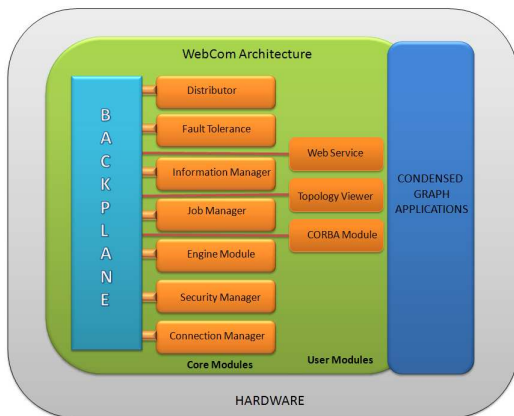 WebCom Architecture
BACKPLANE
Distributor
Fault Tolerance
Information Manager
Job Manager
Engine Module
Security Manager
Connection Manager
Core Modules
Web Service
Topology Viewer
CORBA Module
User Modules
CONDENSED
GRAPH
APPLICATIONS
HARDWARE